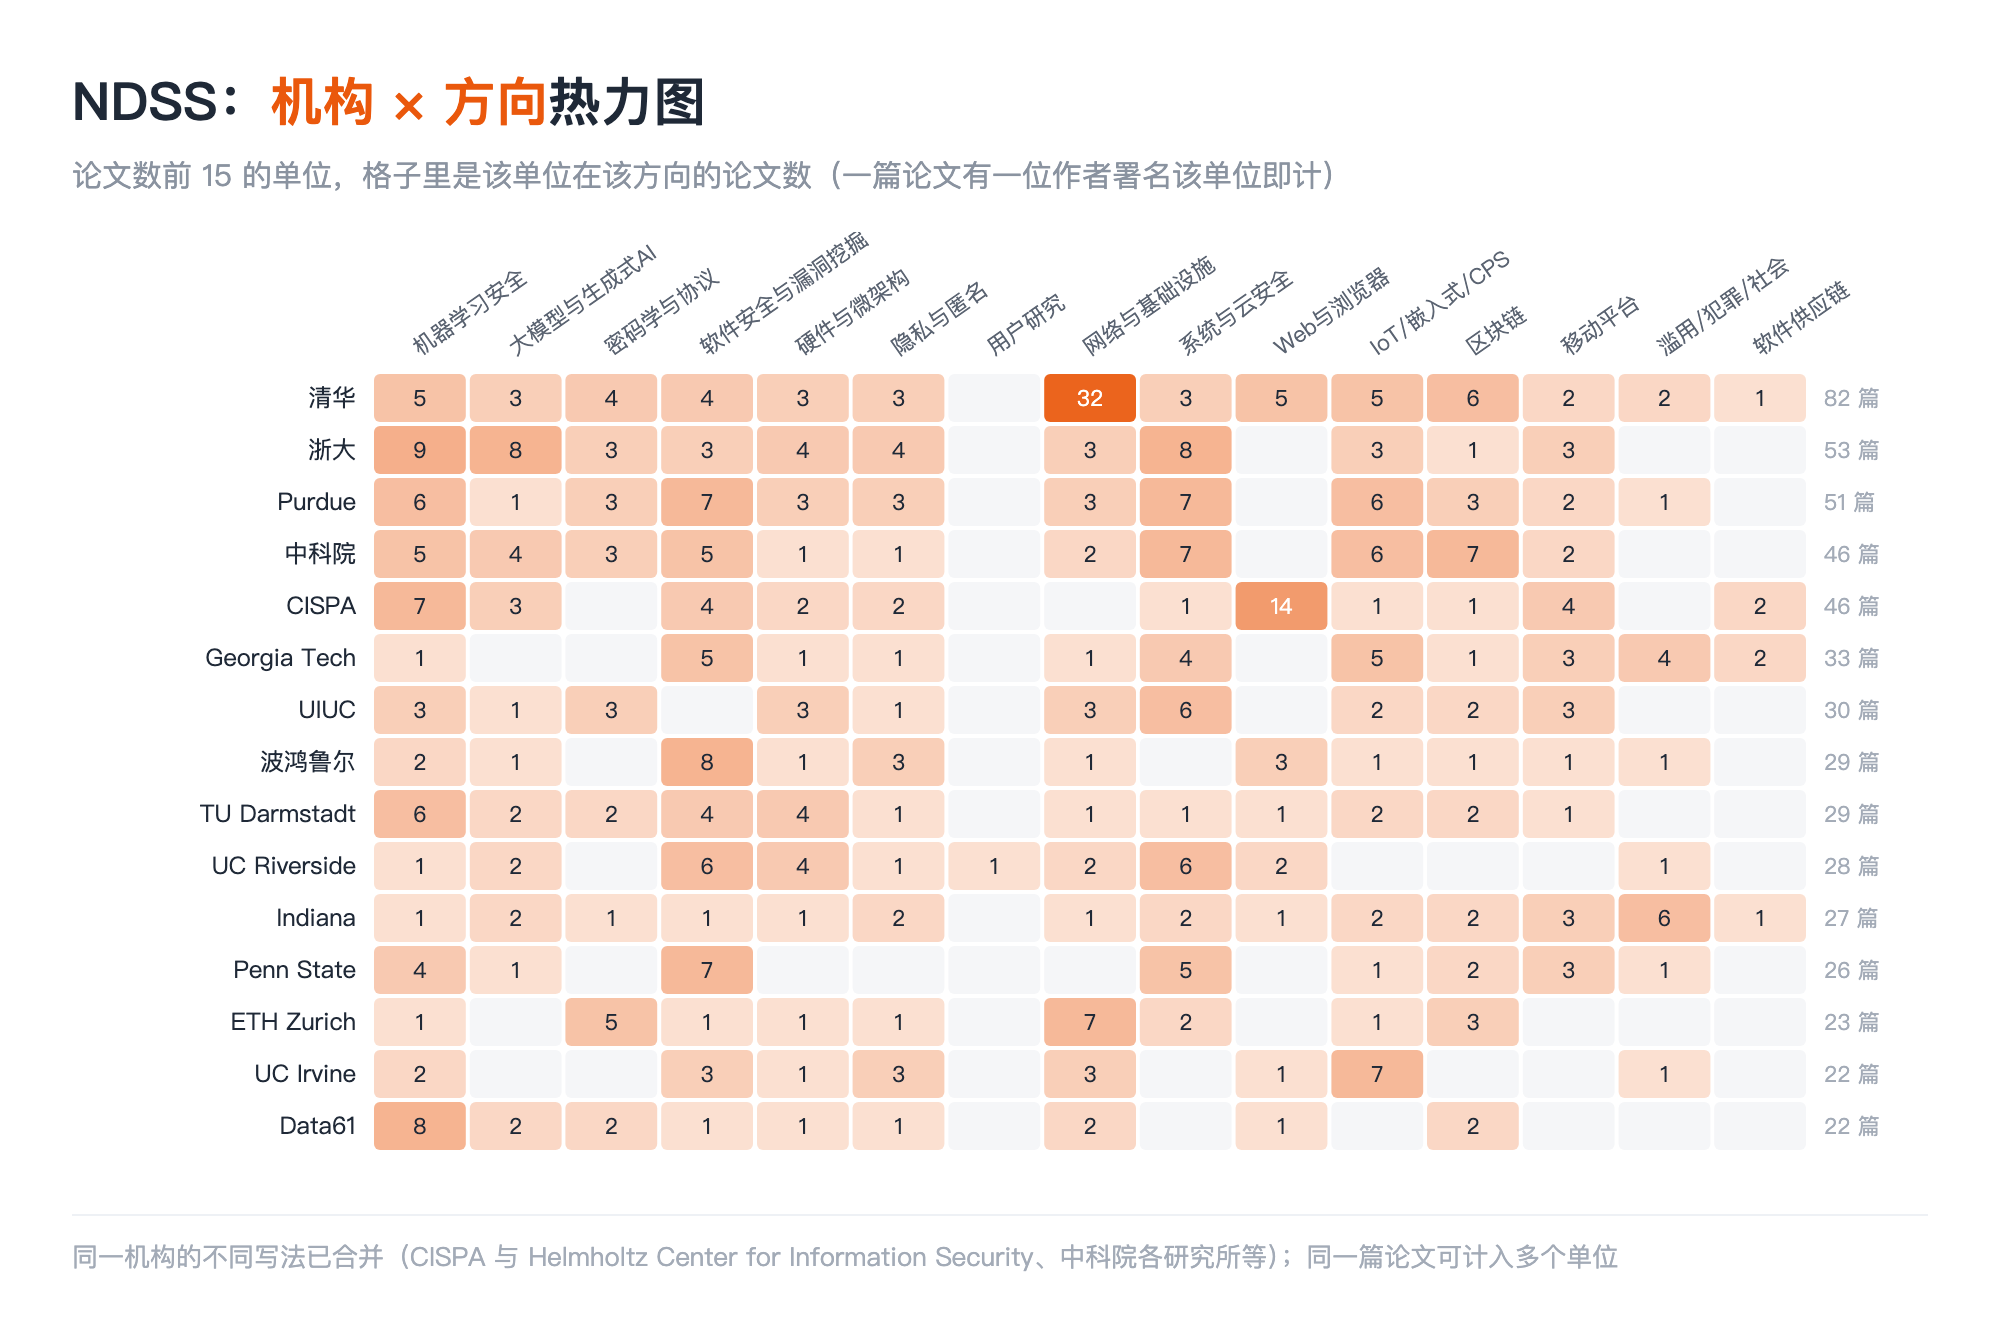 NDSS：机构 × 方向热力图
论文数前 15 的单位，格子里是该单位在该方向的论文数（一篇论文有一位作者署名该单位即计）
机器学习安全 大模型与生成式AI 密码学与协议 软件安全与漏洞挖掘 硬件与微架构 隐私与匿名 用户研究 网络与基础设施 系统与云安全 Web与浏览器 IoT/嵌入式/CPS 区块链 移动平台 滥用/犯罪/社会 软件供应链
清华 5 3 4 4 3 3 32 3 5 5 6 2 2 1 82 篇
浙大 9 8 3 3 4 4 3 8 3 1 3 53 篇
Purdue 6 1 3 7 3 3 3 7 6 3 2 1 51 篇
中科院 5 4 3 5 1 1 2 7 6 7 2 46 篇
CISPA 7 3 4 2 2 1 14 1 1 4 2 46 篇
Georgia Tech 1 5 1 1 1 4 5 1 3 4 2 33 篇
UIUC 3 1 3 3 1 3 6 2 2 3 30 篇
波鸿鲁尔 2 1 8 1 3 1 3 1 1 1 1 29 篇
TU Darmstadt 6 2 2 4 4 1 1 1 1 2 2 1 29 篇
UC Riverside 1 2 6 4 1 1 2 6 2 1 28 篇
Indiana 1 2 1 1 1 2 1 2 1 2 2 3 6 1 27 篇
Penn State 4 1 7 5 1 2 3 1 26 篇
ETH Zurich 1 5 1 1 1 7 2 1 3 23 篇
UC Irvine 2 3 1 3 3 1 7 1 22 篇
Data61 8 2 2 1 1 1 2 1 2 22 篇
同一机构的不同写法已合并（CISPA 与 Helmholtz Center for Information Security、中科院各研究所等）；同一篇论文可计入多个单位